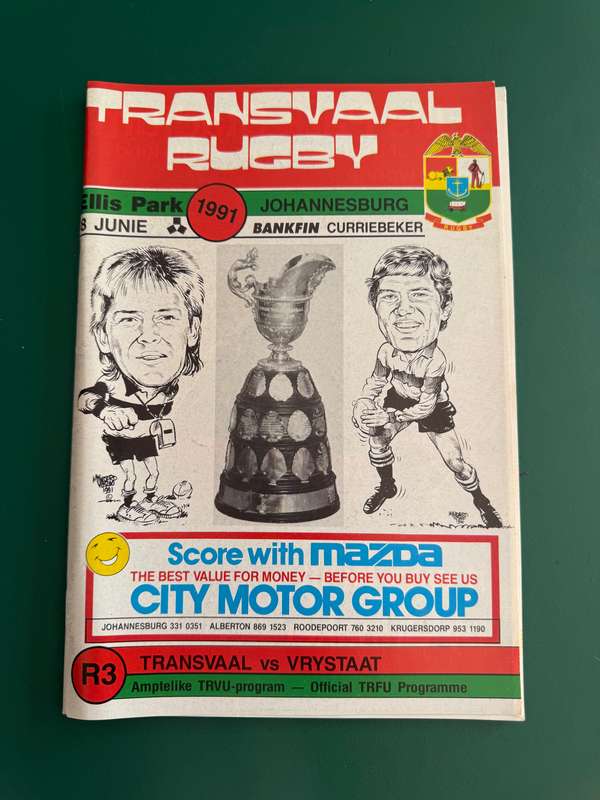 TRANSVAAL
RUGBY
Ellis Park
1991
JOHANNESBURG
8 JUNIE
BANKFIN CURRIEBEKER
RUGBY
Score with mazda
THE BEST VALUE FOR MONEY — BEFORE YOU BUY SEE US
CITY MOTOR GROUP
JOHANNESBURG 331 0351 ALBERTON 869 1523 ROODEPOORT 760 3210 KRUGERSDORP 953 1190
R3
TRANSVAAL vs VRYSTAAT
Amptelike TRVU-program — Official TRFU Programme